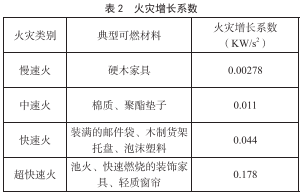 表 2 火灾增长系数
火灾类别 典型可燃材料 火灾增长系数
（KW/s²）
慢速火 硬木家具 0.00278
中速火 棉质、聚酯垫子 0.011
快速火 装满的邮件袋、木制货架
托盘、泡沫塑料 0.044
超快速火 池火、快速燃烧的装饰家
具、轻质窗帘 0.178